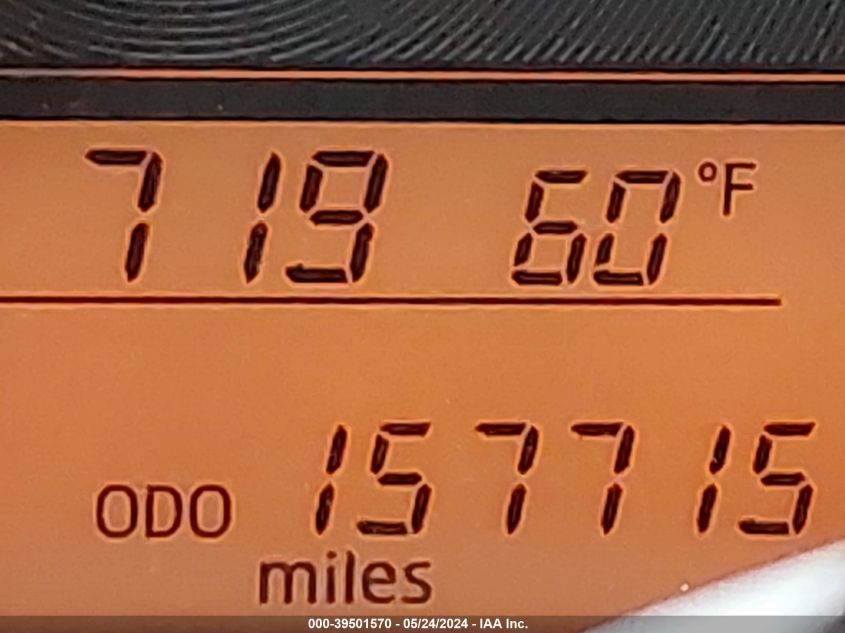 719 60 °F
ODO 157715
miles
000-39501570 - 05/24/2024 - IAA Inc.